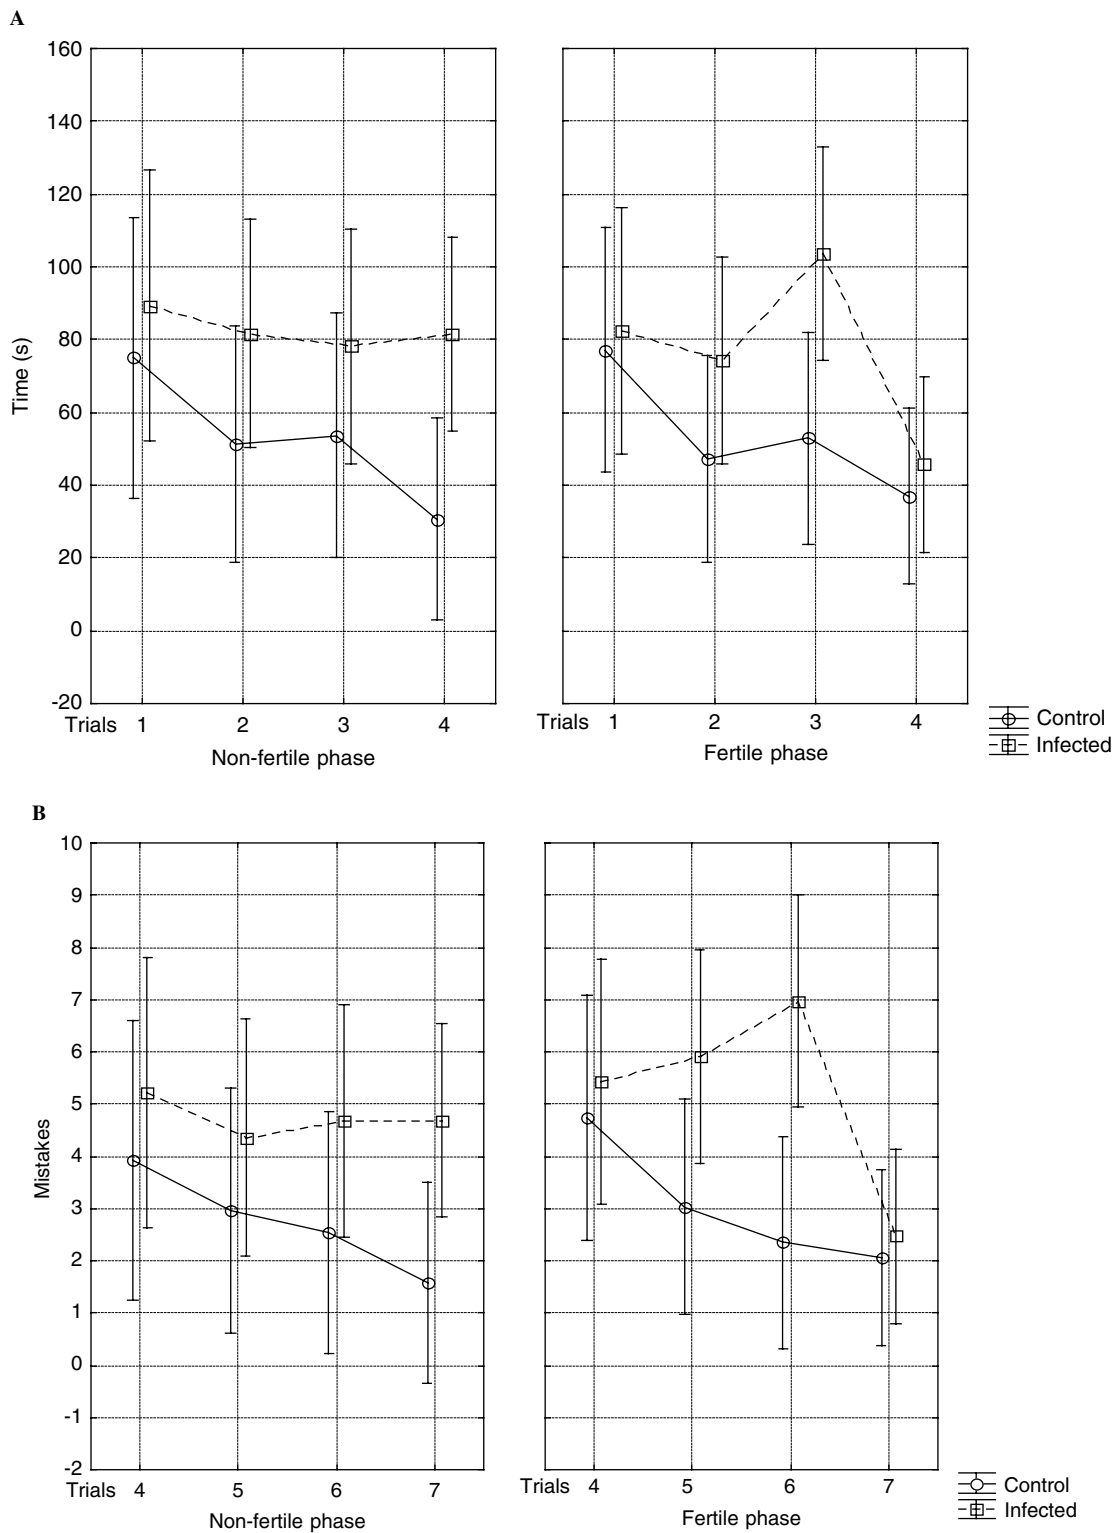 A
160
140
120
100
80
60
40
20
0
-20
Time (s)
Trials 1 2 3 4
Non-fertile phase
Trials 1 2 3 4
Fertile phase
Control
Infected
B
10
9
8
7
6
5
4
3
2
1
0
-1
-2
Mistakes
Trials 4 5 6 7
Non-fertile phase
Trials 4 5 6 7
Fertile phase
Control
Infected